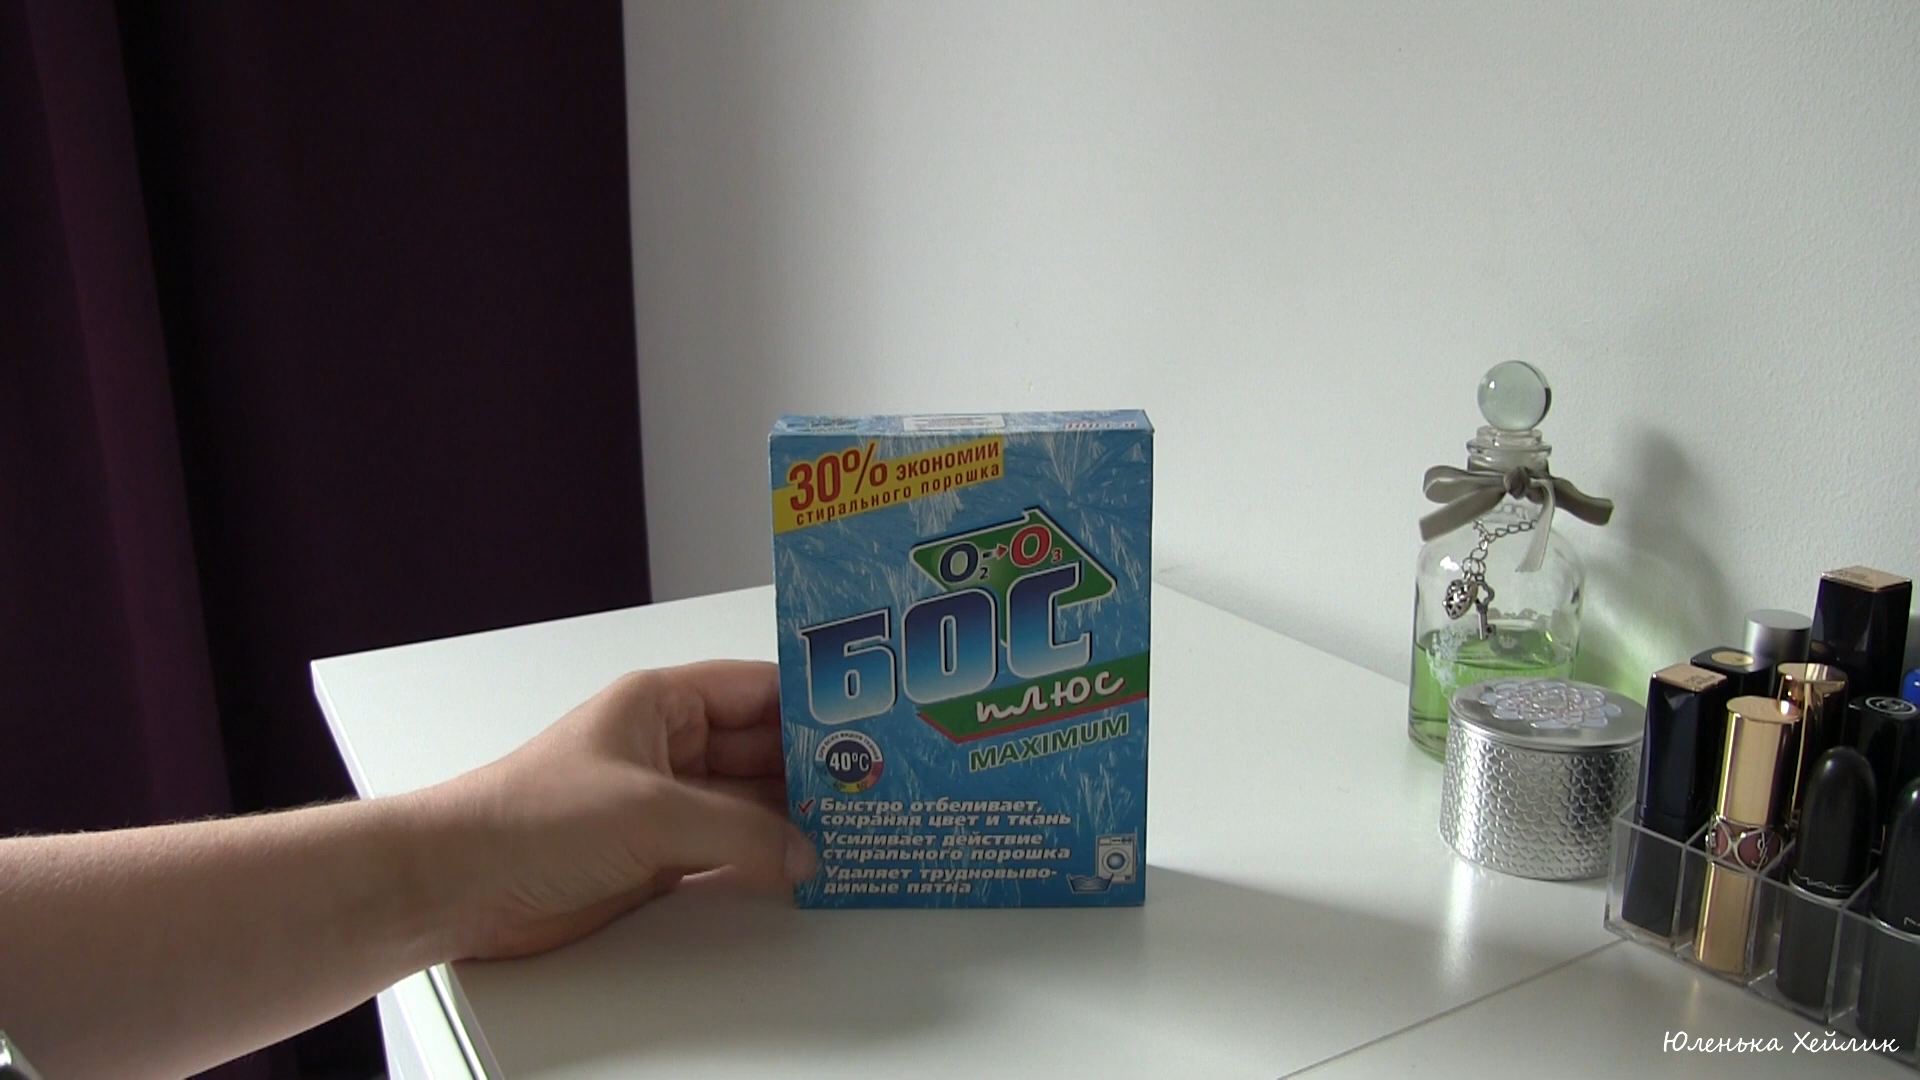 30% экономии
стирального порошка
O2→O3
БОС
плюс
MAXIMUM
40°C
Быстро отбеливает,
сохраняя цвет и ткань
Усиливает действие
стирального порошка
Удаляет трудновыво-
димые пятна
MAC
Юленька Хейлик